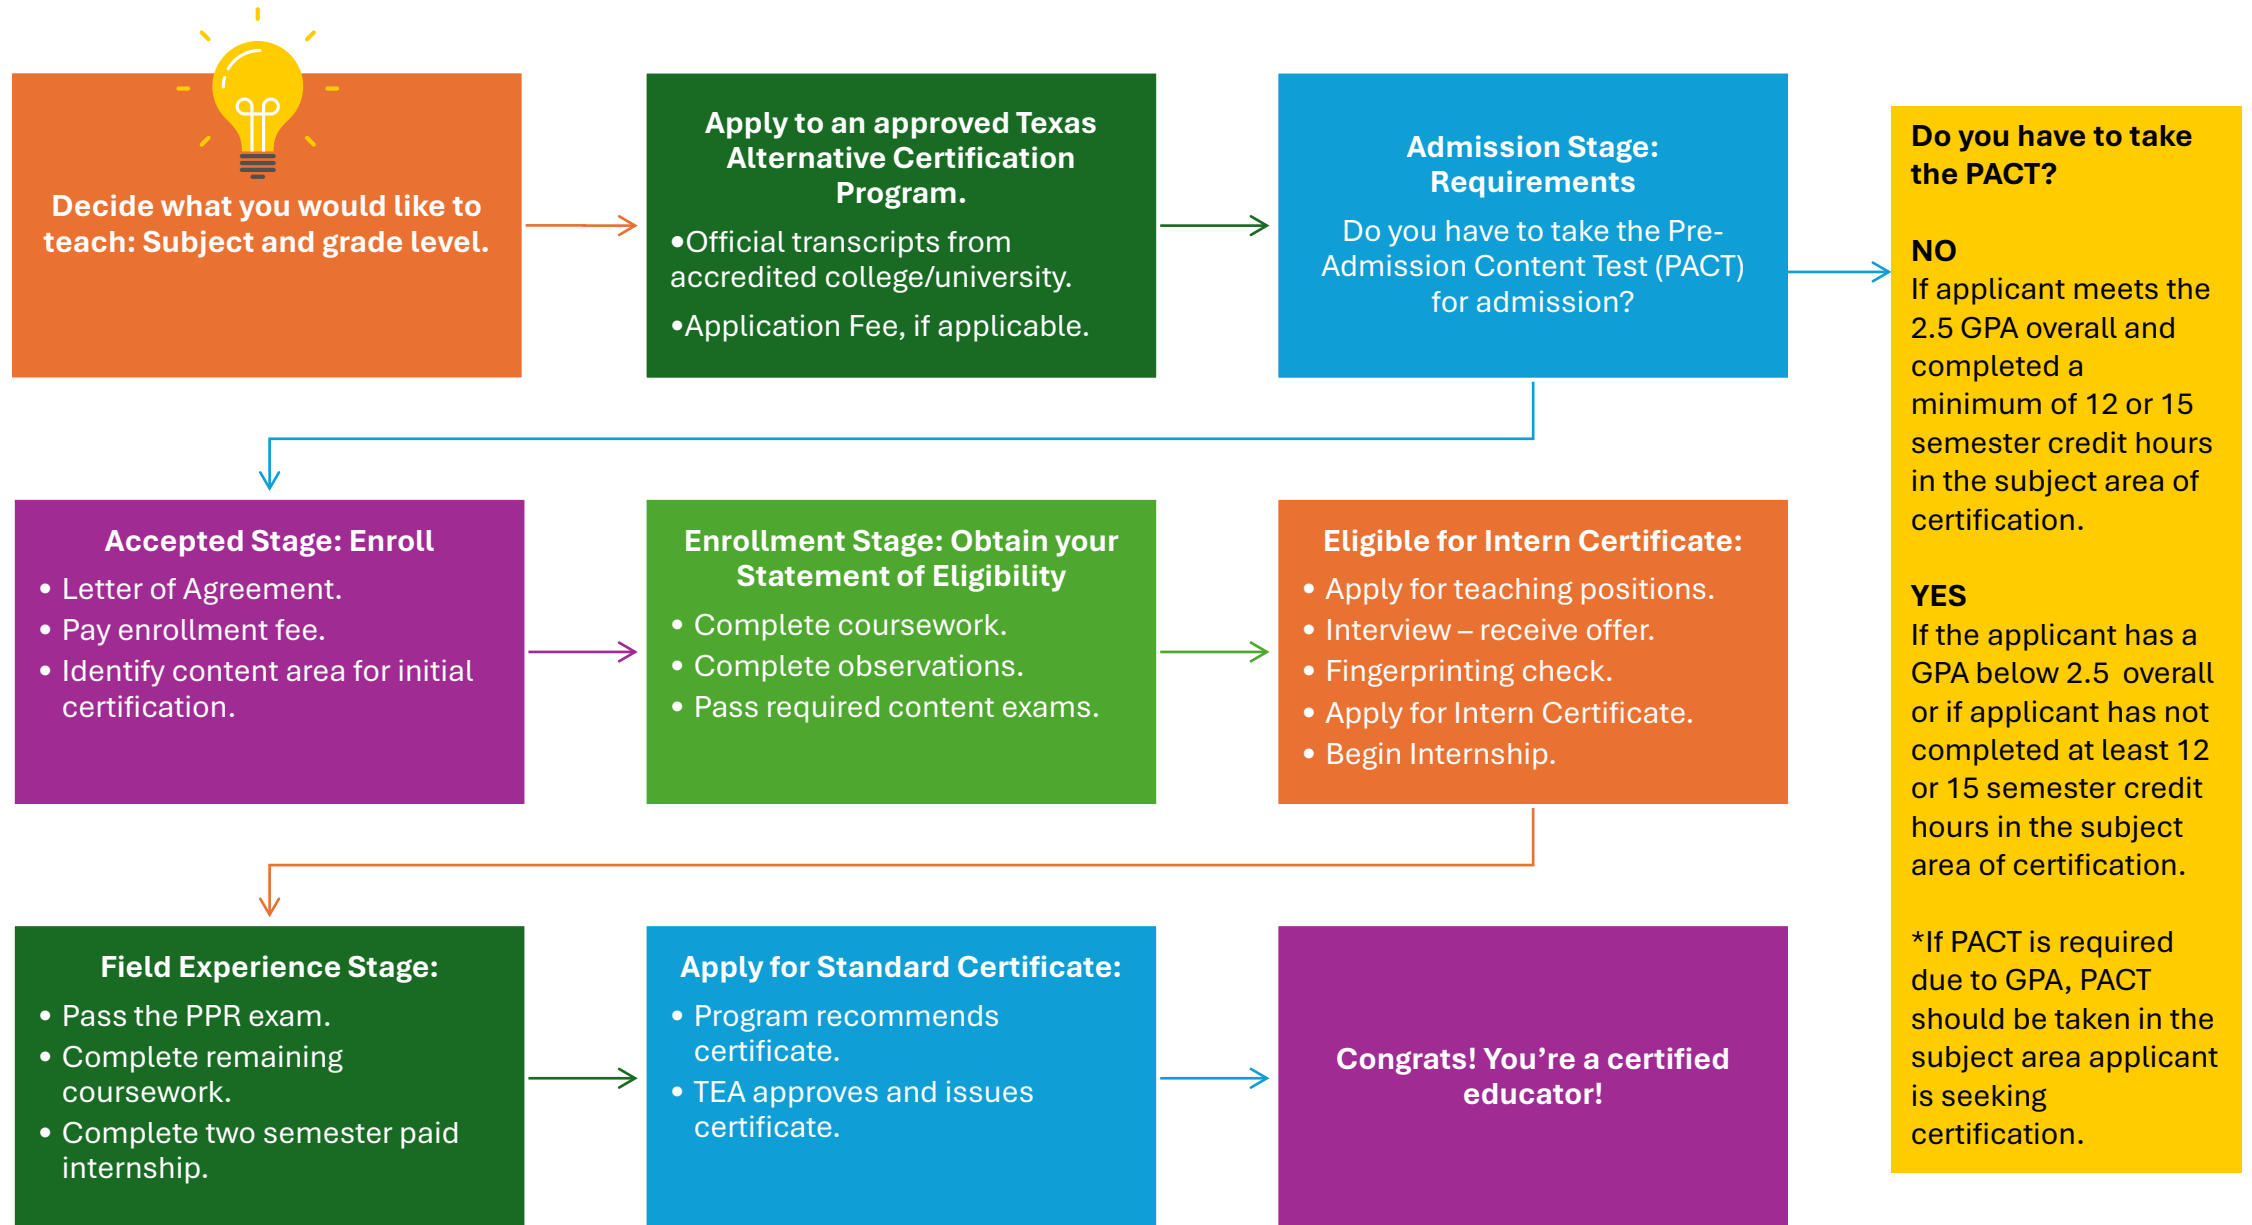 Decide what you would like to
teach: Subject and grade level.
Apply to an approved Texas
Alternative Certification
Program.
•Official transcripts from
accredited college/university.
•Application Fee, if applicable.
Admission Stage:
Requirements
Do you have to take the Pre-
Admission Content Test (PACT)
for admission?
Do you have to take
the PACT?
NO
If applicant meets the
2.5 GPA overall and
completed a
minimum of 12 or 15
semester credit hours
in the subject area of
certification.
YES
If the applicant has a
GPA below 2.5 overall
or if applicant has not
completed at least 12
or 15 semester credit
hours in the subject
area of certification.
*If PACT is required
due to GPA, PACT
should be taken in the
subject area applicant
is seeking
certification.
Accepted Stage: Enroll
• Letter of Agreement.
• Pay enrollment fee.
• Identify content area for initial
certification.
Enrollment Stage: Obtain your
Statement of Eligibility
• Complete coursework.
• Complete observations.
• Pass required content exams.
Eligible for Intern Certificate:
• Apply for teaching positions.
• Interview – receive offer.
• Fingerprinting check.
• Apply for Intern Certificate.
• Begin Internship.
Field Experience Stage:
• Pass the PPR exam.
• Complete remaining
coursework.
• Complete two semester paid
internship.
Apply for Standard Certificate:
• Program recommends
certificate.
• TEA approves and issues
certificate.
Congrats! You’re a certified
educator!